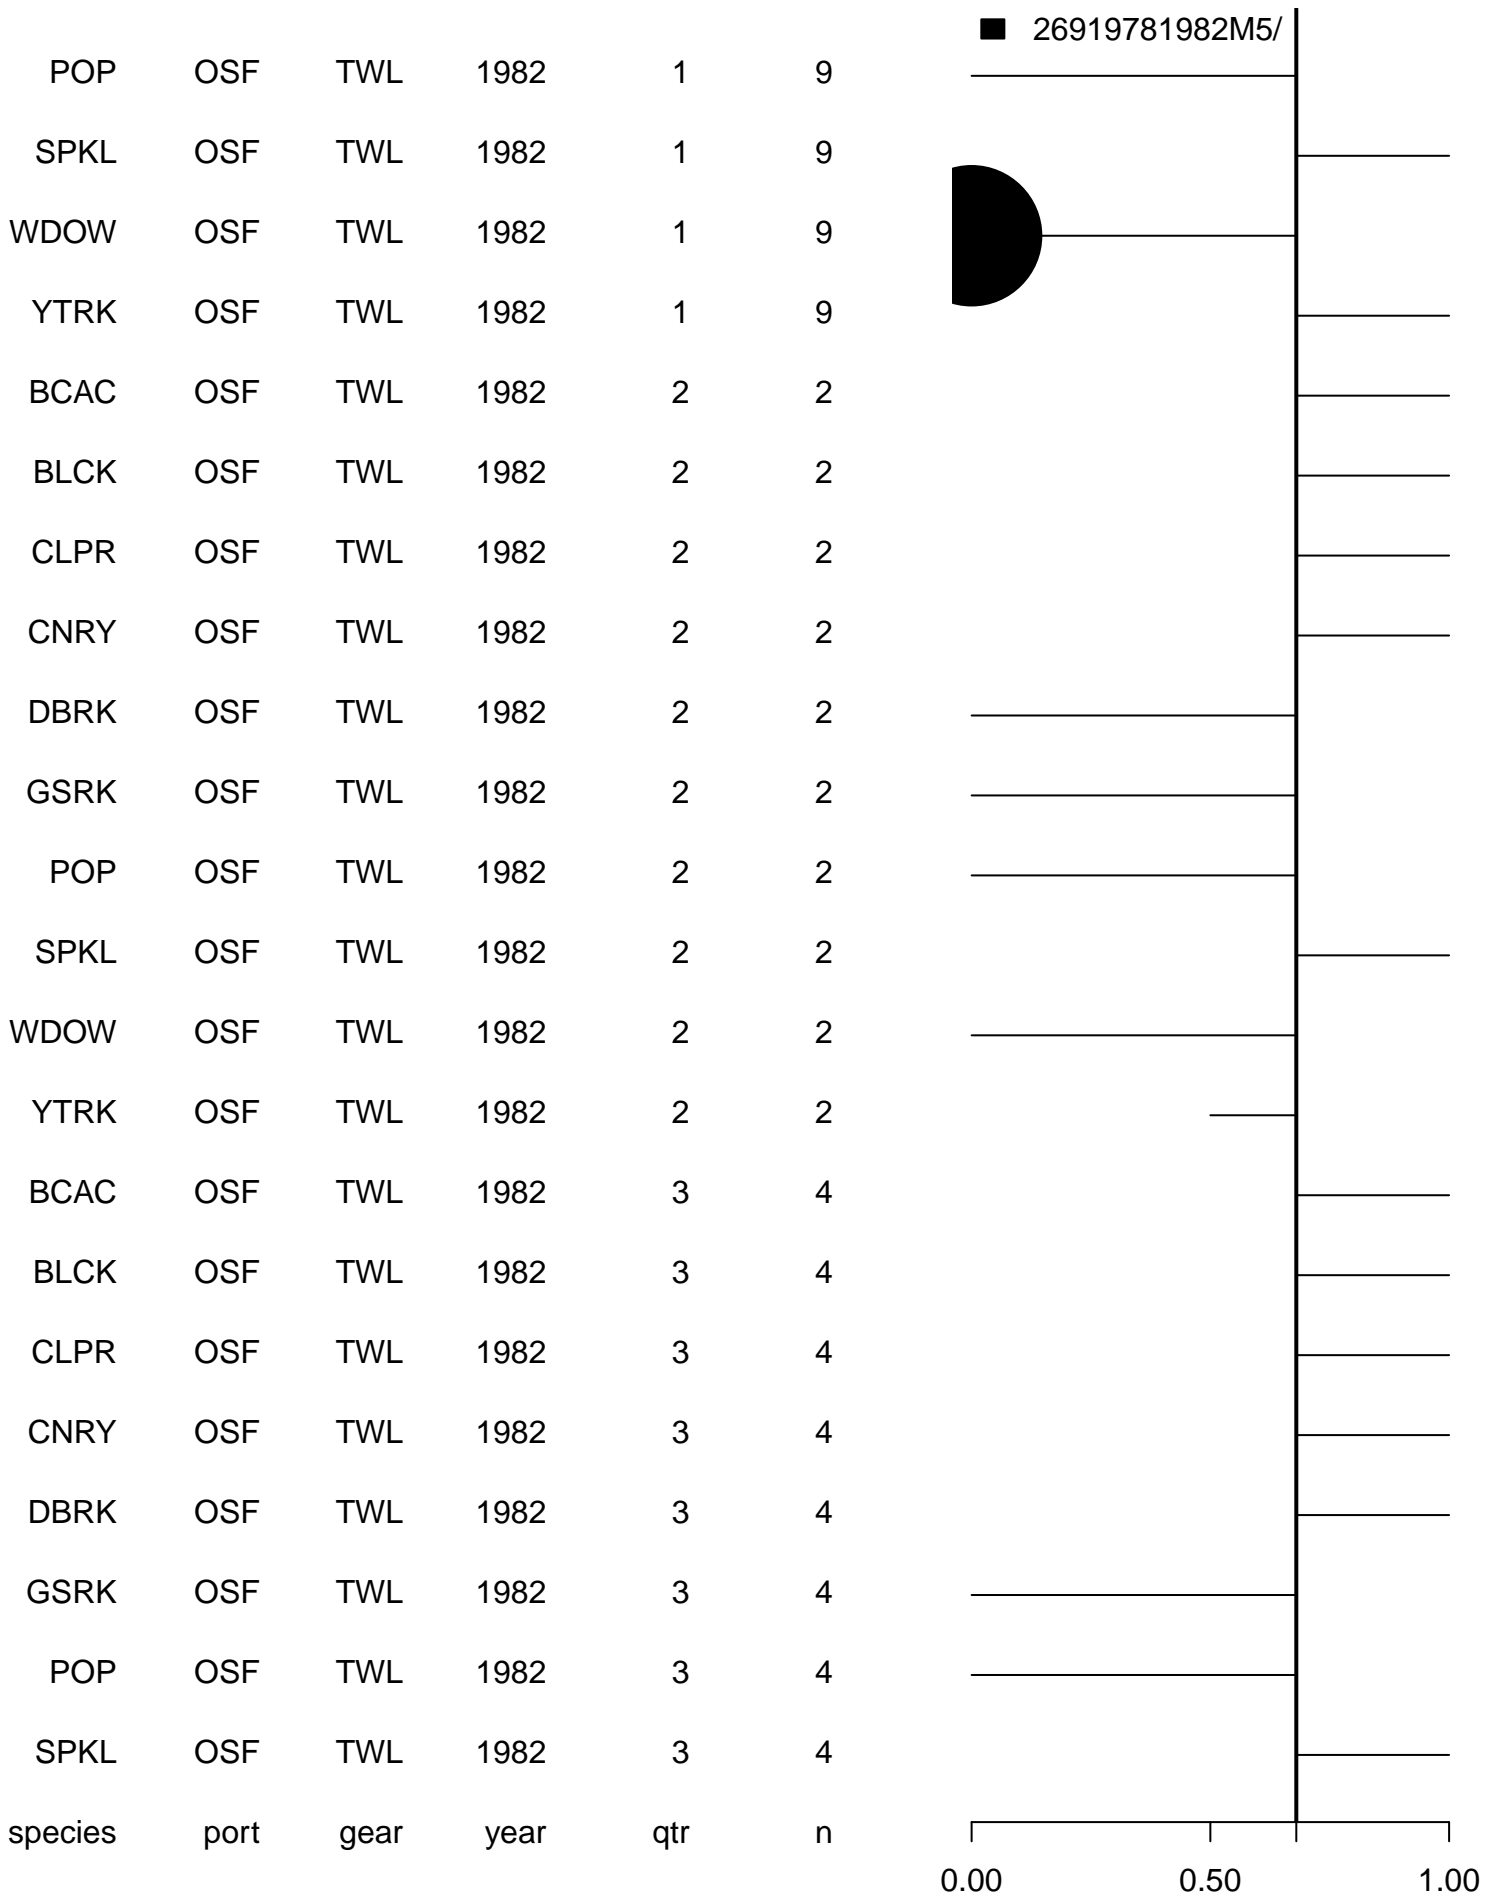 26919781982M5/
POP OSF TWL 1982 1 9
SPKL OSF TWL 1982 1 9
WDOW OSF TWL 1982 1 9
YTRK OSF TWL 1982 1 9
BCAC OSF TWL 1982 2 2
BLCK OSF TWL 1982 2 2
CLPR OSF TWL 1982 2 2
CNRY OSF TWL 1982 2 2
DBRK OSF TWL 1982 2 2
GSRK OSF TWL 1982 2 2
POP OSF TWL 1982 2 2
SPKL OSF TWL 1982 2 2
WDOW OSF TWL 1982 2 2
YTRK OSF TWL 1982 2 2
BCAC OSF TWL 1982 3 4
BLCK OSF TWL 1982 3 4
CLPR OSF TWL 1982 3 4
CNRY OSF TWL 1982 3 4
DBRK OSF TWL 1982 3 4
GSRK OSF TWL 1982 3 4
POP OSF TWL 1982 3 4
SPKL OSF TWL 1982 3 4
species port gear year qtr n
0.00 0.50 1.00